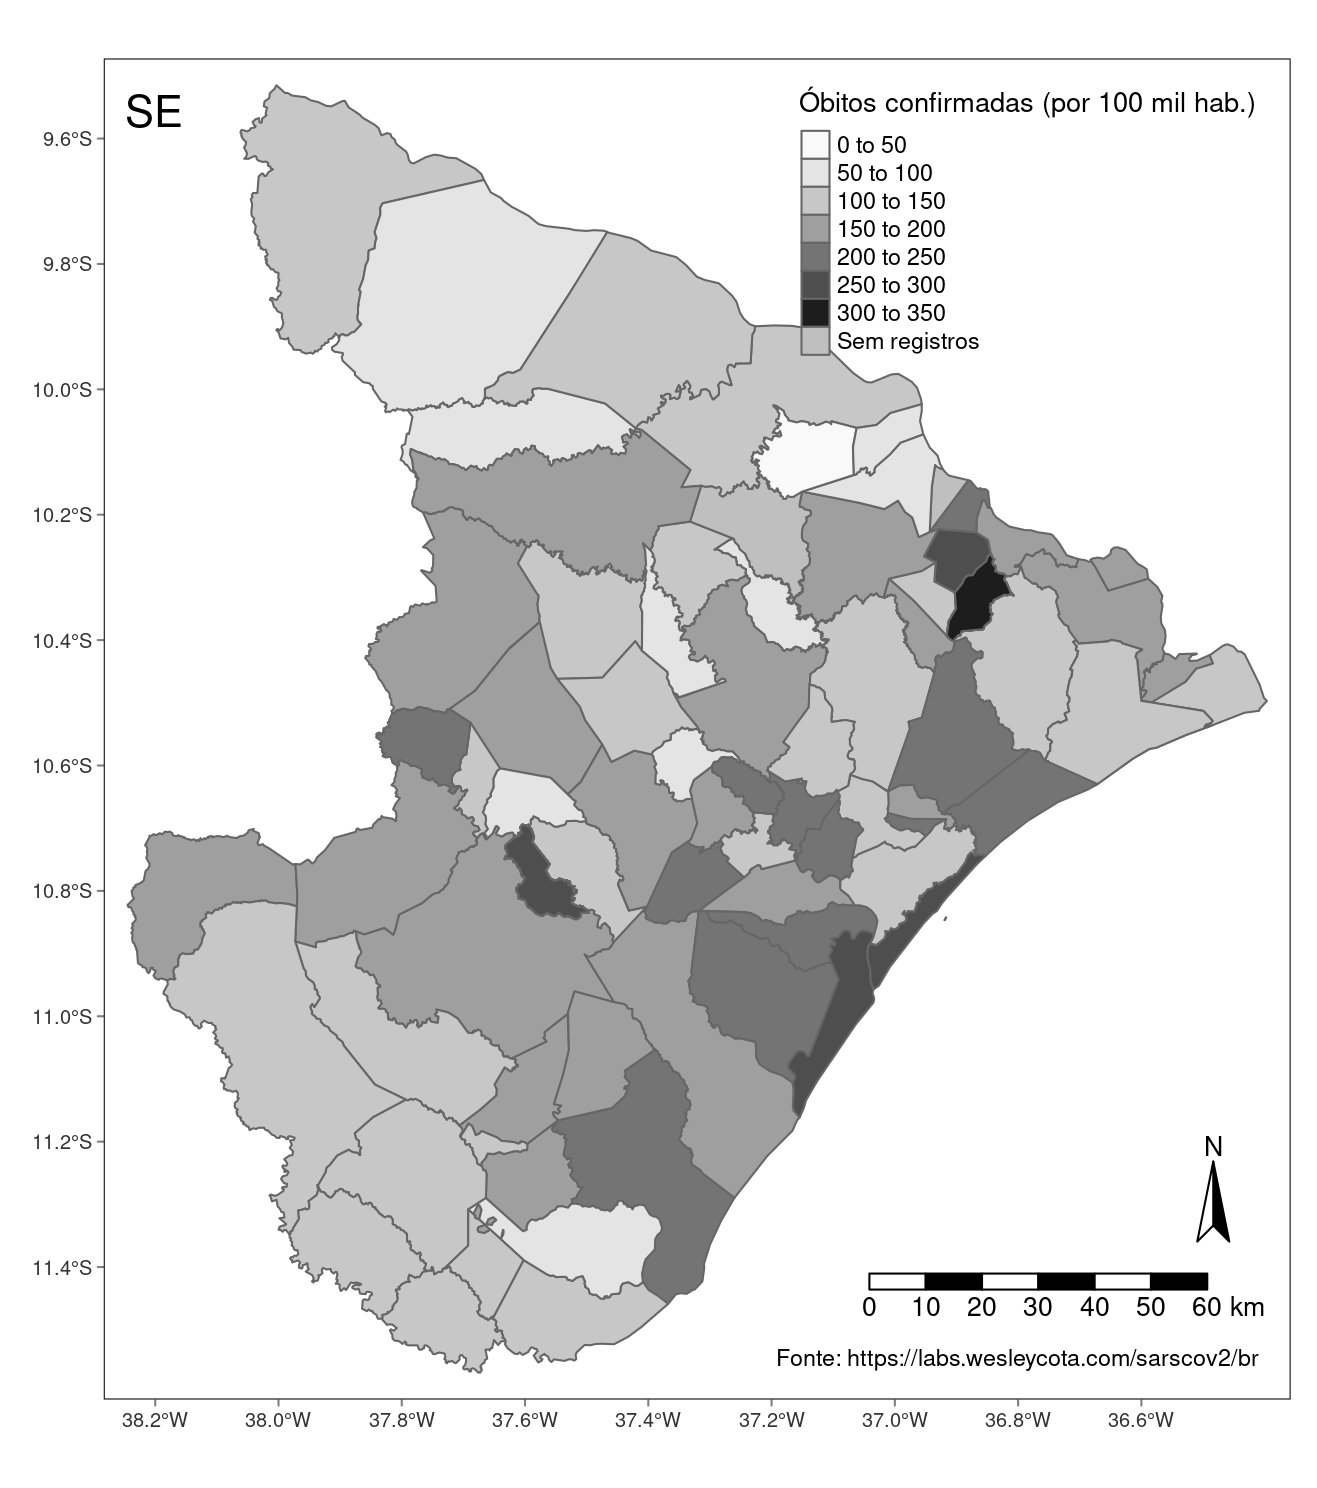 SE
Óbitos confirmadas (por 100 mil hab.)
0 to 50
50 to 100
100 to 150
150 to 200
200 to 250
250 to 300
300 to 350
Sem registros
9.6°S
9.8°S
10.0°S
10.2°S
10.4°S
10.6°S
10.8°S
11.0°S
11.2°S
11.4°S
N
0 10 20 30 40 50 60 km
Fonte: https://labs.wesleycota.com/sarscov2/br
38.2°W 38.0°W 37.8°W 37.6°W 37.4°W 37.2°W 37.0°W 36.8°W 36.6°W